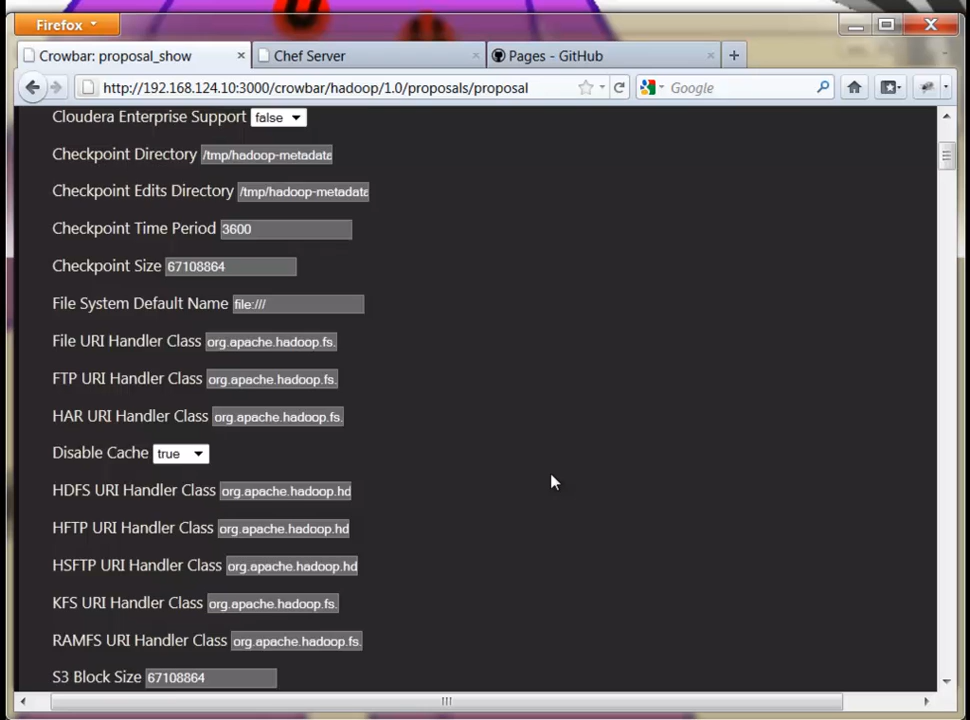 Firefox
Crowbar: proposal_show
Chef Server
Pages - GitHub
http://192.168.124.10:3000/crowbar/hadoop/1.0/proposals/proposal
Google
Cloudera Enterprise Support false
Checkpoint Directory /tmp/hadoop-metadata
Checkpoint Edits Directory /tmp/hadoop-metadata
Checkpoint Time Period 3600
Checkpoint Size 67108864
File System Default Name file:///
File URI Handler Class org.apache.hadoop.fs.
FTP URI Handler Class org.apache.hadoop.fs.
HAR URI Handler Class org.apache.hadoop.fs.
Disable Cache true
HDFS URI Handler Class org.apache.hadoop.hd
HFTP URI Handler Class org.apache.hadoop.hd
HSFTP URI Handler Class org.apache.hadoop.hd
KFS URI Handler Class org.apache.hadoop.fs.
RAMFS URI Handler Class org.apache.hadoop.fs.
S3 Block Size 67108864